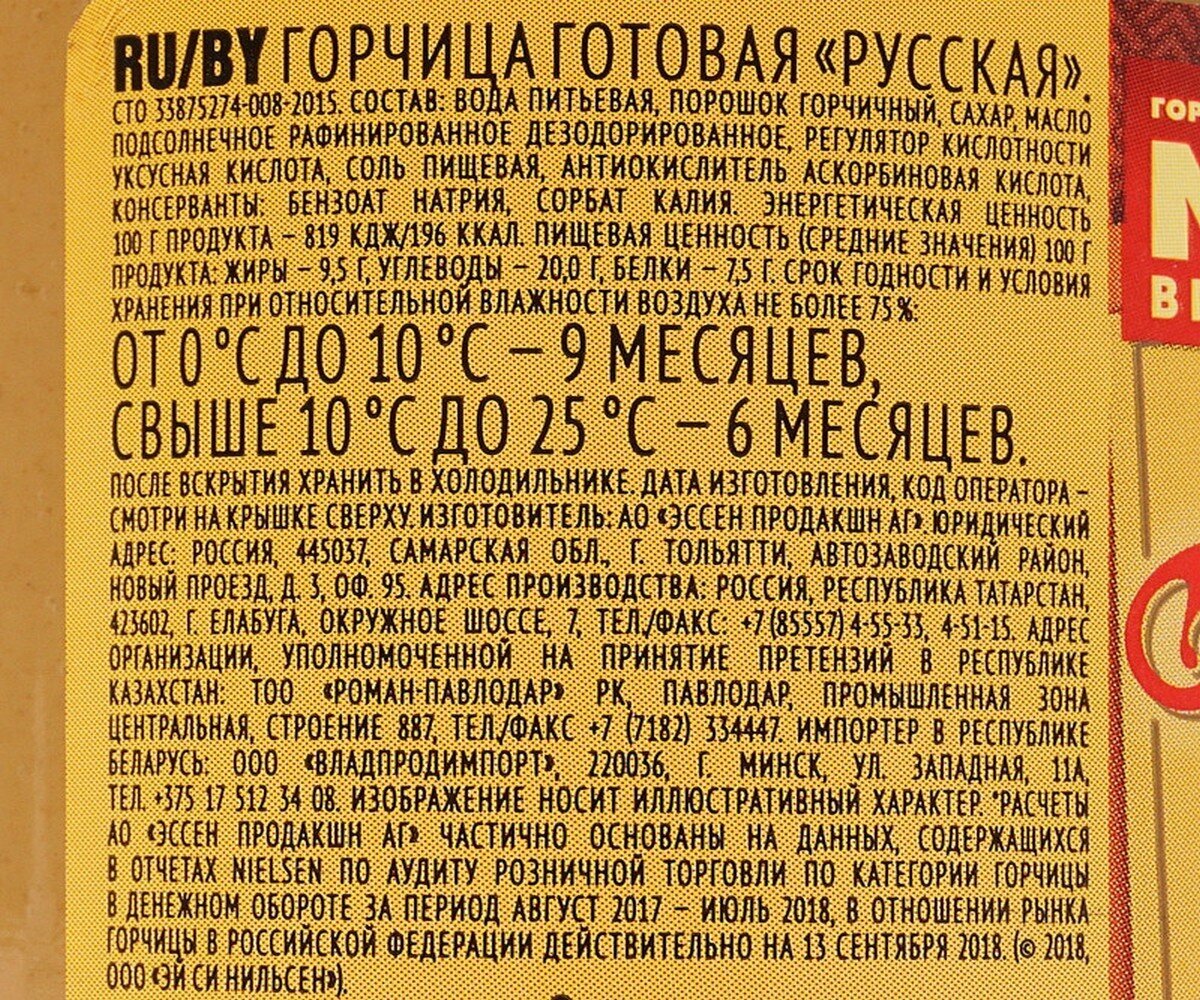 RU/BY ГОРЧИЦА ГОТОВАЯ «РУССКАЯ».
СТО 33875274-008-2015. СОСТАВ: ВОДА ПИТЬЕВАЯ, ПОРОШОК ГОРЧИЧНЫЙ, САХАР, МАСЛО
ПОДСОЛНЕЧНОЕ РАФИНИРОВАННОЕ ДЕЗОДОРИРОВАННОЕ, РЕГУЛЯТОР КИСЛОТНОСТИ
УКСУСНАЯ КИСЛОТА, СОЛЬ ПИЩЕВАЯ, АНТИОКИСЛИТЕЛЬ АСКОРБИНОВАЯ КИСЛОТА,
КОНСЕРВАНТЫ: БЕНЗОАТ НАТРИЯ, СОРБАТ КАЛИЯ. ЭНЕРГЕТИЧЕСКАЯ ЦЕННОСТЬ
100 Г ПРОДУКТА – 819 КДЖ/196 ККАЛ. ПИЩЕВАЯ ЦЕННОСТЬ (СРЕДНИЕ ЗНАЧЕНИЯ) 100 Г
ПРОДУКТА: ЖИРЫ – 9,5 Г, УГЛЕВОДЫ – 20,0 Г, БЕЛКИ – 7,5 Г. СРОК ГОДНОСТИ И УСЛОВИЯ
ХРАНЕНИЯ ПРИ ОТНОСИТЕЛЬНОЙ ВЛАЖНОСТИ ВОЗДУХА НЕ БОЛЕЕ 75%:
ОТ 0 °С ДО 10 °С – 9 МЕСЯЦЕВ,
СВЫШЕ 10 °С ДО 25 °С – 6 МЕСЯЦЕВ.
ПОСЛЕ ВСКРЫТИЯ ХРАНИТЬ В ХОЛОДИЛЬНИКЕ. ДАТА ИЗГОТОВЛЕНИЯ, КОД ОПЕРАТОРА –
СМОТРИ НА КРЫШКЕ СВЕРХУ. ИЗГОТОВИТЕЛЬ: АО «ЭССЕН ПРОДАКШН АГ». ЮРИДИЧЕСКИЙ
АДРЕС: РОССИЯ, 445037, САМАРСКАЯ ОБЛ., Г. ТОЛЬЯТТИ, АВТОЗАВОДСКИЙ РАЙОН,
НОВЫЙ ПРОЕЗД, Д. 3, ОФ. 95. АДРЕС ПРОИЗВОДСТВА: РОССИЯ, РЕСПУБЛИКА ТАТАРСТАН,
423602, Г. ЕЛАБУГА, ОКРУЖНОЕ ШОССЕ, 7, ТЕЛ./ФАКС: +7 (85557) 4-55-33, 4-51-15. АДРЕС
ОРГАНИЗАЦИИ, УПОЛНОМОЧЕННОЙ НА ПРИНЯТИЕ ПРЕТЕНЗИЙ В РЕСПУБЛИКЕ
КАЗАХСТАН: ТОО «РОМАН-ПАВЛОДАР» РК, ПАВЛОДАР, ПРОМЫШЛЕННАЯ ЗОНА
ЦЕНТРАЛЬНАЯ, СТРОЕНИЕ 887, ТЕЛ./ФАКС +7 (7182) 334447. ИМПОРТЕР В РЕСПУБЛИКЕ
БЕЛАРУСЬ: ООО «ВЛАДПРОДИМПОРТ», 220036, Г. МИНСК, УЛ. ЗАПАДНАЯ, 11А,
ТЕЛ. +375 17 512 34 08. ИЗОБРАЖЕНИЕ НОСИТ ИЛЛЮСТРАТИВНЫЙ ХАРАКТЕР. *РАСЧЕТЫ
АО «ЭССЕН ПРОДАКШН АГ» ЧАСТИЧНО ОСНОВАНЫ НА ДАННЫХ, СОДЕРЖАЩИХСЯ
В ОТЧЕТАХ NIELSEN ПО АУДИТУ РОЗНИЧНОЙ ТОРГОВЛИ ПО КАТЕГОРИИ ГОРЧИЦЫ
В ДЕНЕЖНОМ ОБОРОТЕ ЗА ПЕРИОД АВГУСТ 2017 – ИЮЛЬ 2018, В ОТНОШЕНИИ РЫНКА
ГОРЧИЦЫ В РОССИЙСКОЙ ФЕДЕРАЦИИ ДЕЙСТВИТЕЛЬНО НА 13 СЕНТЯБРЯ 2018. (© 2018,
ООО «ЭЙ СИ НИЛЬСЕН»).